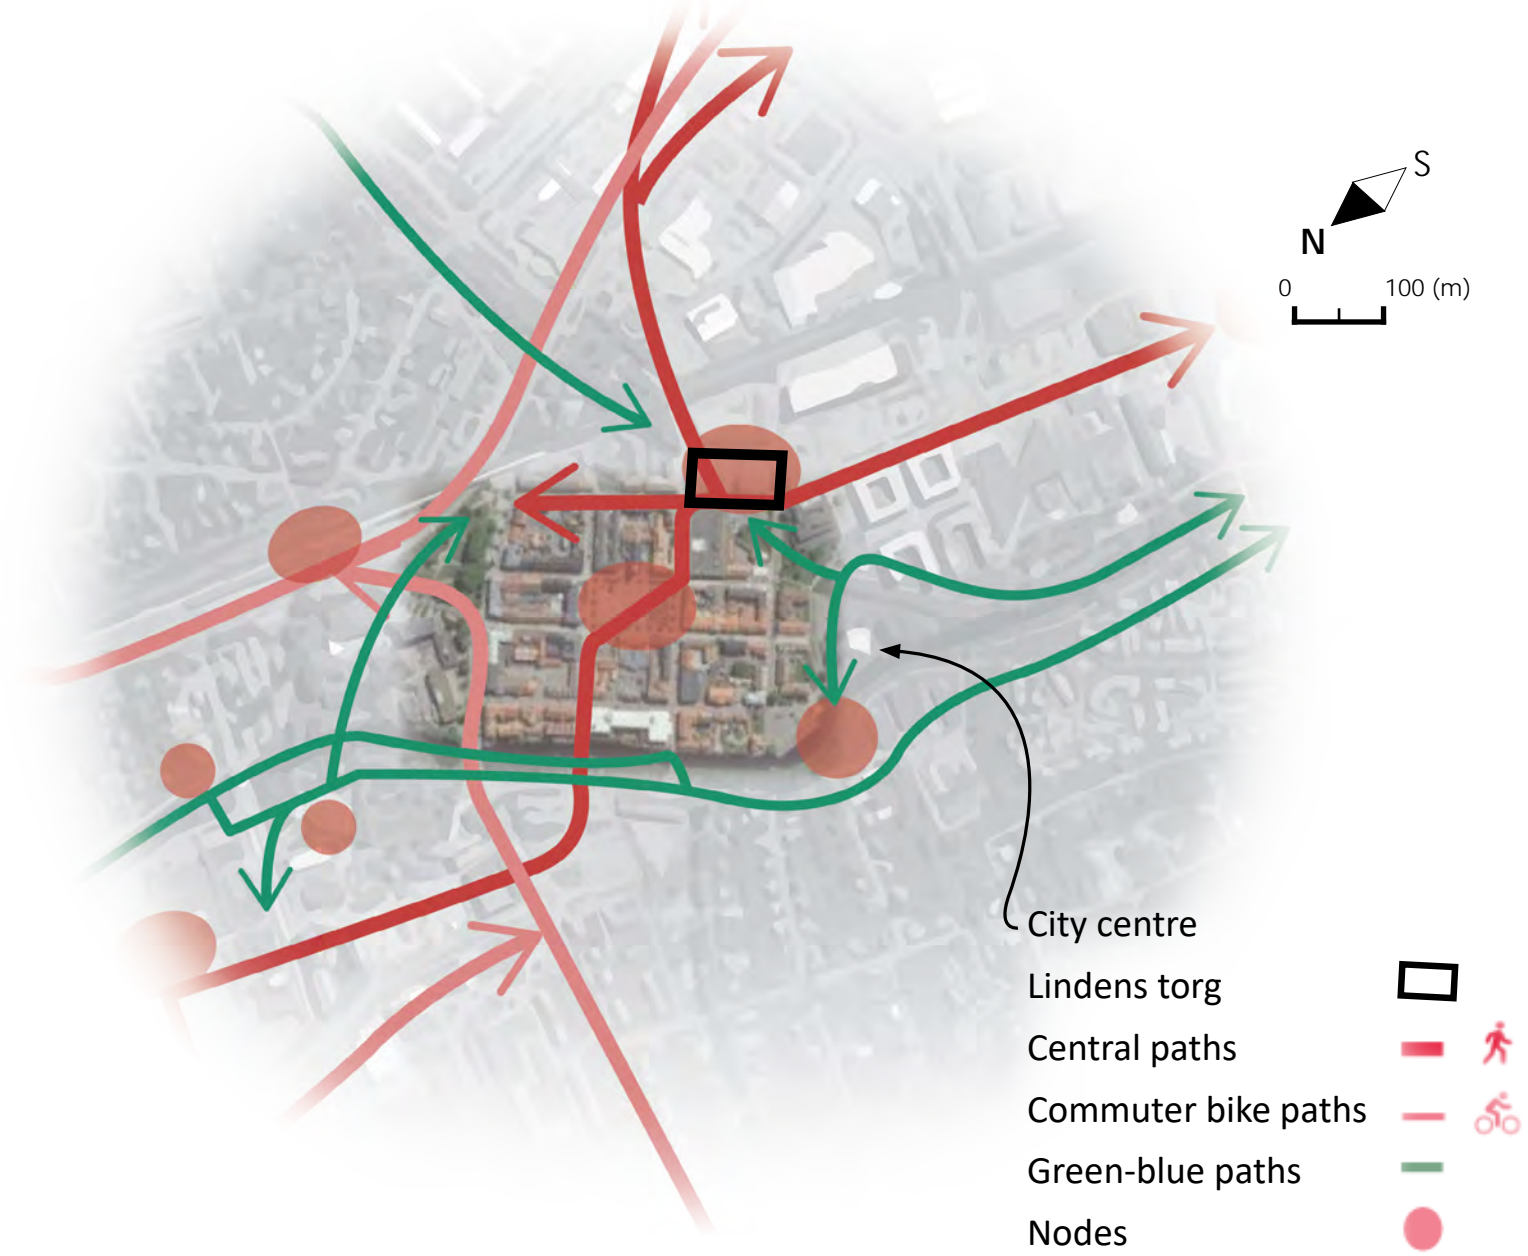 S
N
0 100 (m)
City centre
Lindens torg
Central paths
Commuter bike paths
Green-blue paths
Nodes